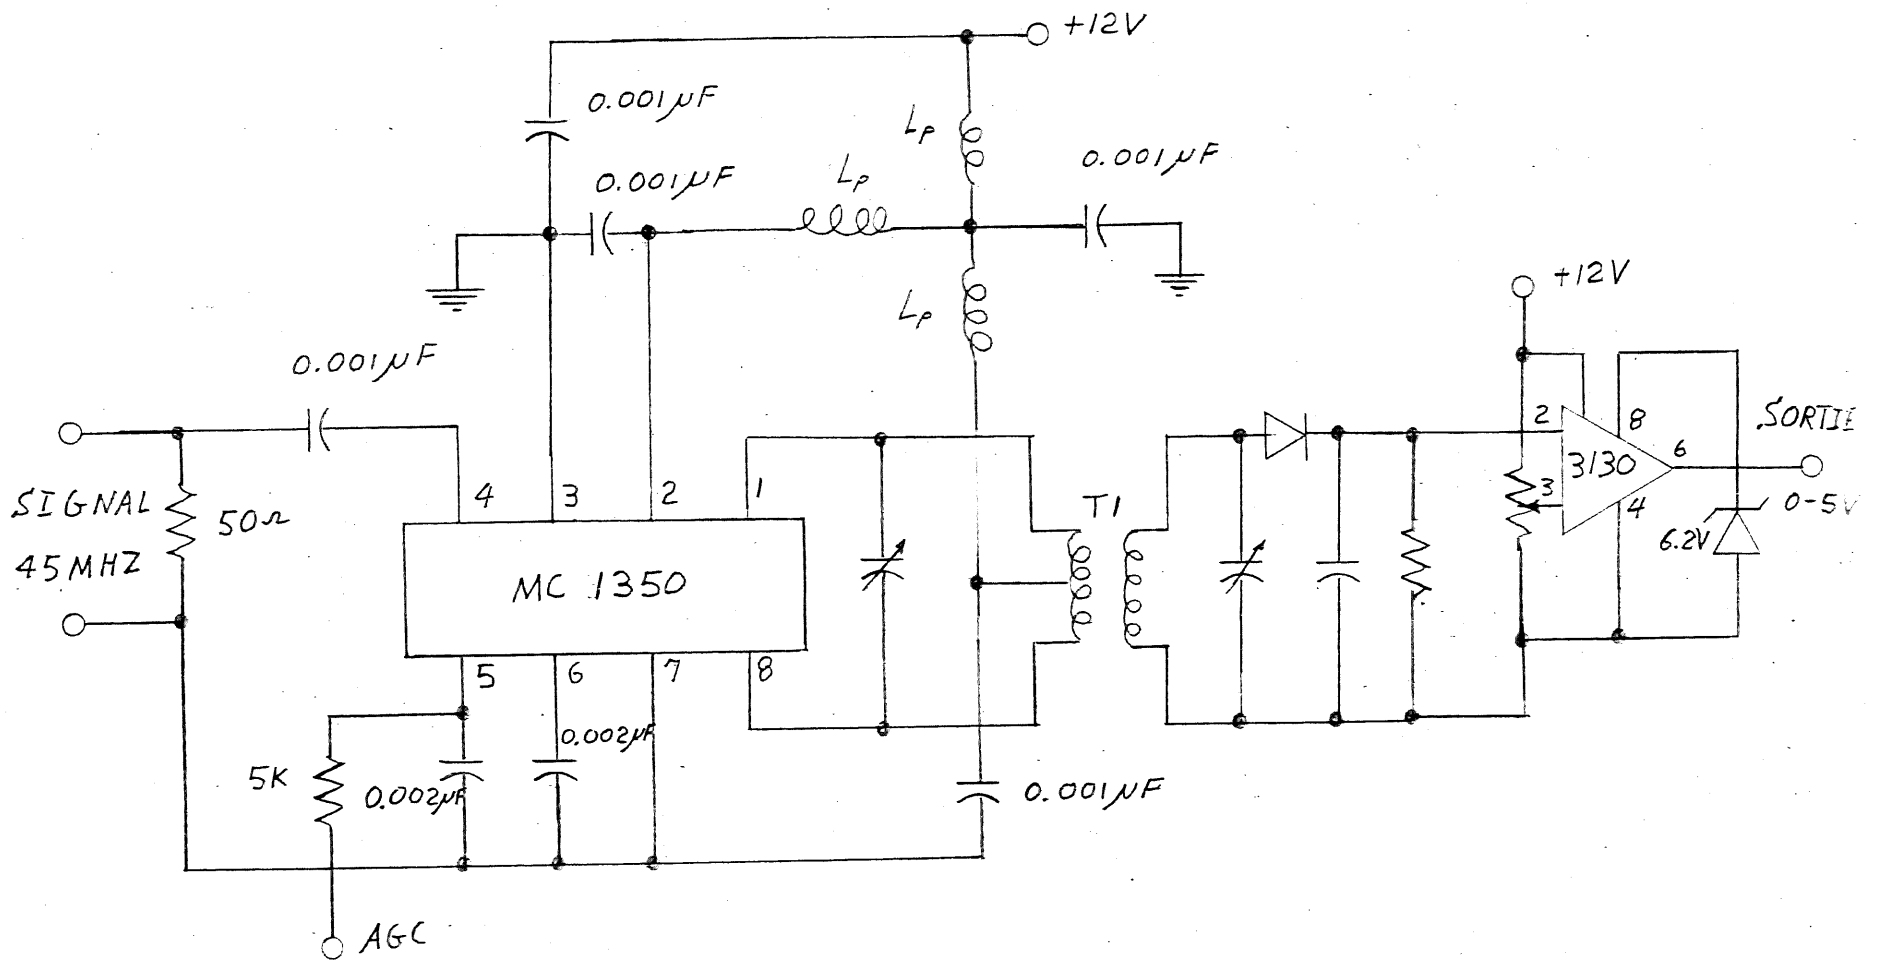 +12V
0.001µF
Lp
0.001µF
Lp
0.001µF
Lp
+12V
0.001µF
2
8
SORTIE
3130
6
SIGNAL
50Ω
4
3
2
1
T1
3
4
0-5V
45MHZ
MC 1350
6.2V
5
6
7
8
0.002µF
5K
0.002µF
0.001µF
AGC